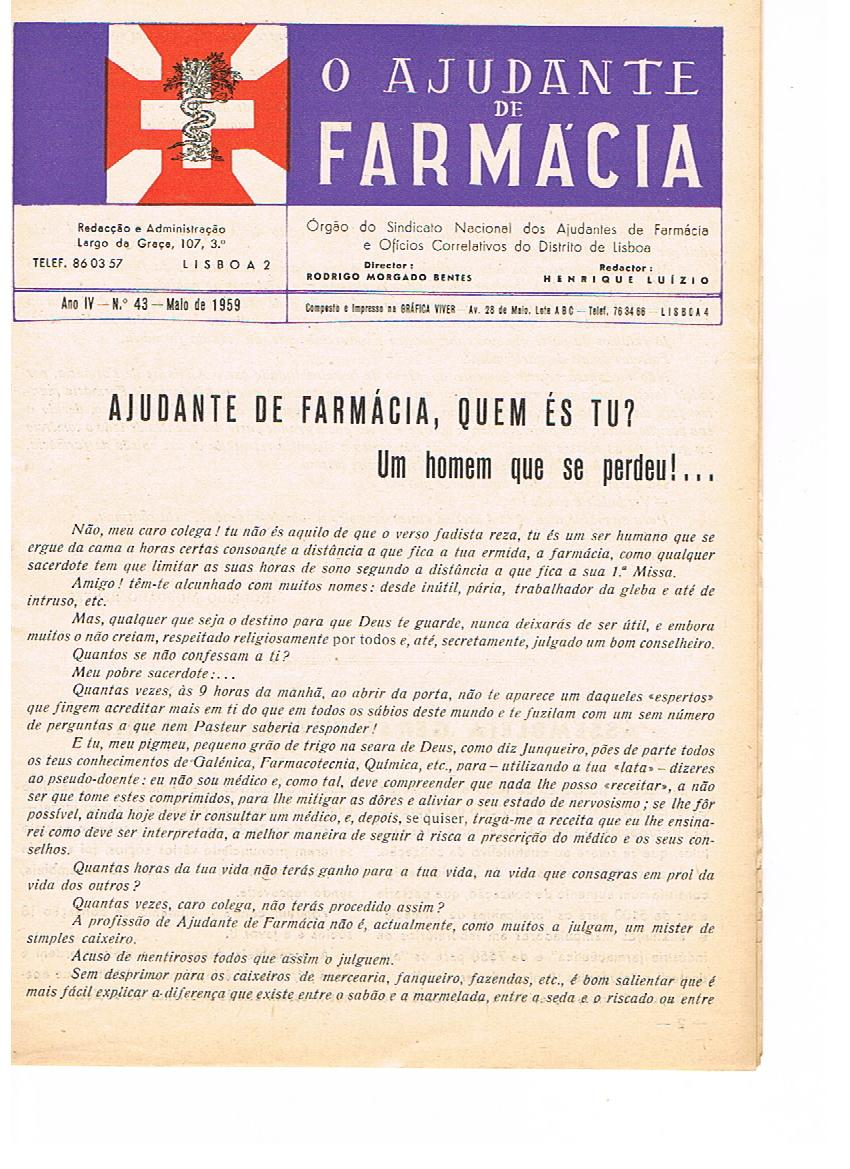 O AJUDANTE
DE
FARMÁCIA
Redacção e Administração
Largo da Graça, 107, 3.º
TELEF. 86 03 57 LISBOA 2
Órgão do Sindicato Nacional dos Ajudantes de Farmácia
e Ofícios Correlativos do Distrito de Lisboa
Director:
RODRIGO MORGADO BENTES
Redactor:
HENRIQUE LUÍZIO
Ano IV — N.º 43 — Maio de 1959
Composto e Impresso na GRÁFICA VIVER — Av. 28 de Maio. Lote ABC — Telef. 76 34 66 — LISBOA 4
AJUDANTE DE FARMÁCIA, QUEM ÉS TU?
Um homem que se perdeu!...
Não, meu caro colega! tu não és aquilo de que o verso fadista reza, tu és um ser humano que se
ergue da cama a horas certas consoante a distância a que fica a tua ermida, a farmácia, como qualquer
sacerdote tem que limitar as suas horas de sono segundo a distância a que fica a sua 1.ª Missa.
Amigo! têm-te alcunhado com muitos nomes: desde inútil, pária, trabalhador da gleba e até de
intruso, etc.
Mas, qualquer que seja o destino para que Deus te guarde, nunca deixarás de ser útil, e embora
muitos o não creiam, respeitado religiosamente por todos e, até, secretamente, julgado um bom conselheiro.
Quantos se não confessam a ti?
Meu pobre sacerdote:...
Quantas vezes, às 9 horas da manhã, ao abrir da porta, não te aparece um daqueles «espertos»
que fingem acreditar mais em ti do que em todos os sábios deste mundo e te fuzilam com um sem número
de perguntas a que nem Pasteur saberia responder!
E tu, meu pigmeu, pequeno grão de trigo na seara de Deus, como diz Junqueiro, pões de parte todos
os teus conhecimentos de Galénica, Farmacotecnia, Química, etc., para — utilizando a tua «lata» — dizeres
ao pseudo-doente: eu não sou médico e, como tal, deve compreender que nada lhe posso «receitar», a não
ser que tome estes comprimidos, para lhe mitigar as dôres e aliviar o seu estado de nervosismo; se lhe fôr
possível, ainda hoje deve ir consultar um médico, e, depois, se quiser, traga-me a receita que eu lhe ensina-
rei como deve ser interpretada, a melhor maneira de seguir à risca a prescrição do médico e os seus con-
selhos.
Quantas horas da tua vida não terás ganho para a tua vida, na vida que consagras em prol da
vida dos outros?
Quantas vezes, caro colega, não terás procedido assim?
A profissão de Ajudante de Farmácia não é, actualmente, como muitos a julgam, um mister de
simples caixeiro.
Acuso de mentirosos todos que assim o julguem.
Sem desprimor para os caixeiros de mercearia, fanqueiro, fazendas, etc., é bom salientar que é
mais fácil explicar a diferença que existe entre o sabão e a marmelada, entre a seda e o riscado ou entre